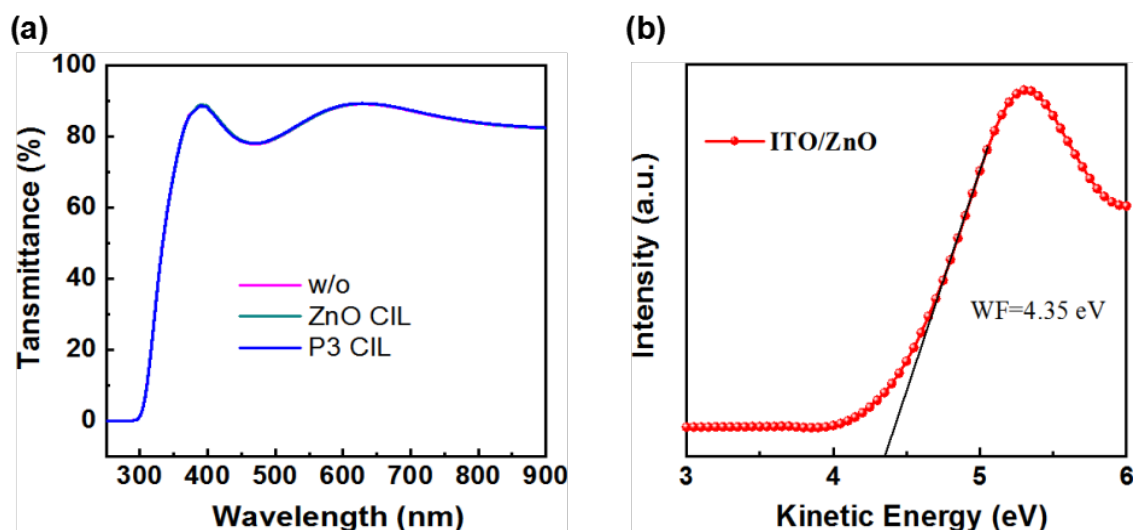 (a)
100
80
60
40
20
0
Tansmittance (%)
w/o
ZnO CIL
P3 CIL
300 400 500 600 700 800 900
Wavelength (nm)
(b)
Intensity (a.u.)
ITO/ZnO
WF=4.35 eV
3 4 5 6
Kinetic Energy (eV)